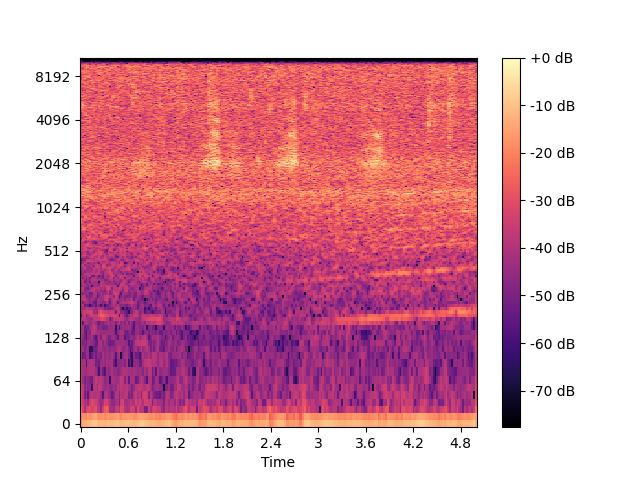 8192
4096
2048
1024
512
256
128
64
0
Hz
0 0.6 1.2 1.8 2.4 3 3.6 4.2 4.8
Time
+0 dB
-10 dB
-20 dB
-30 dB
-40 dB
-50 dB
-60 dB
-70 dB